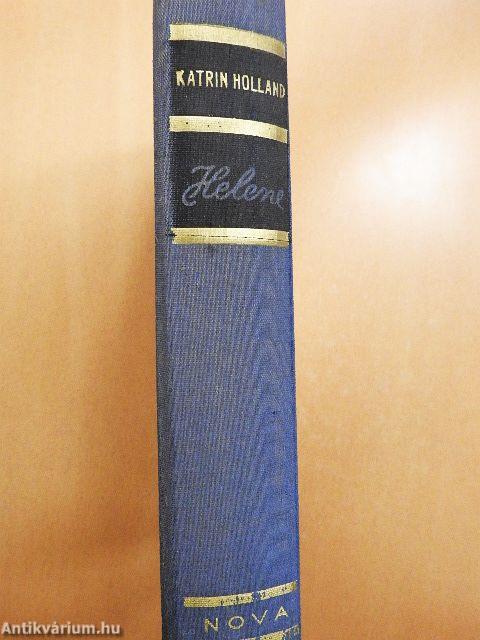 KATRIN HOLLAND
Helene
NOVA
Antikvárium.hu